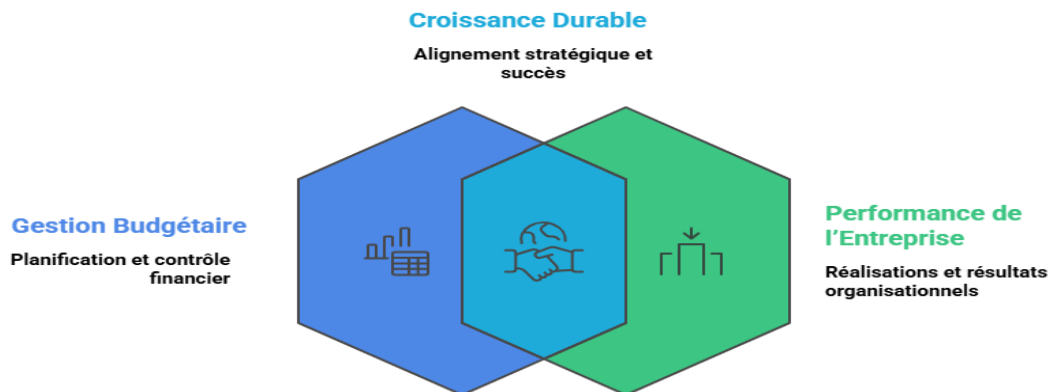 Croissance Durable
Alignement stratégique et
succès
Gestion Budgétaire
Planification et contrôle
financier
Performance de
l'Entreprise
Réalisations et résultats
organisationnels